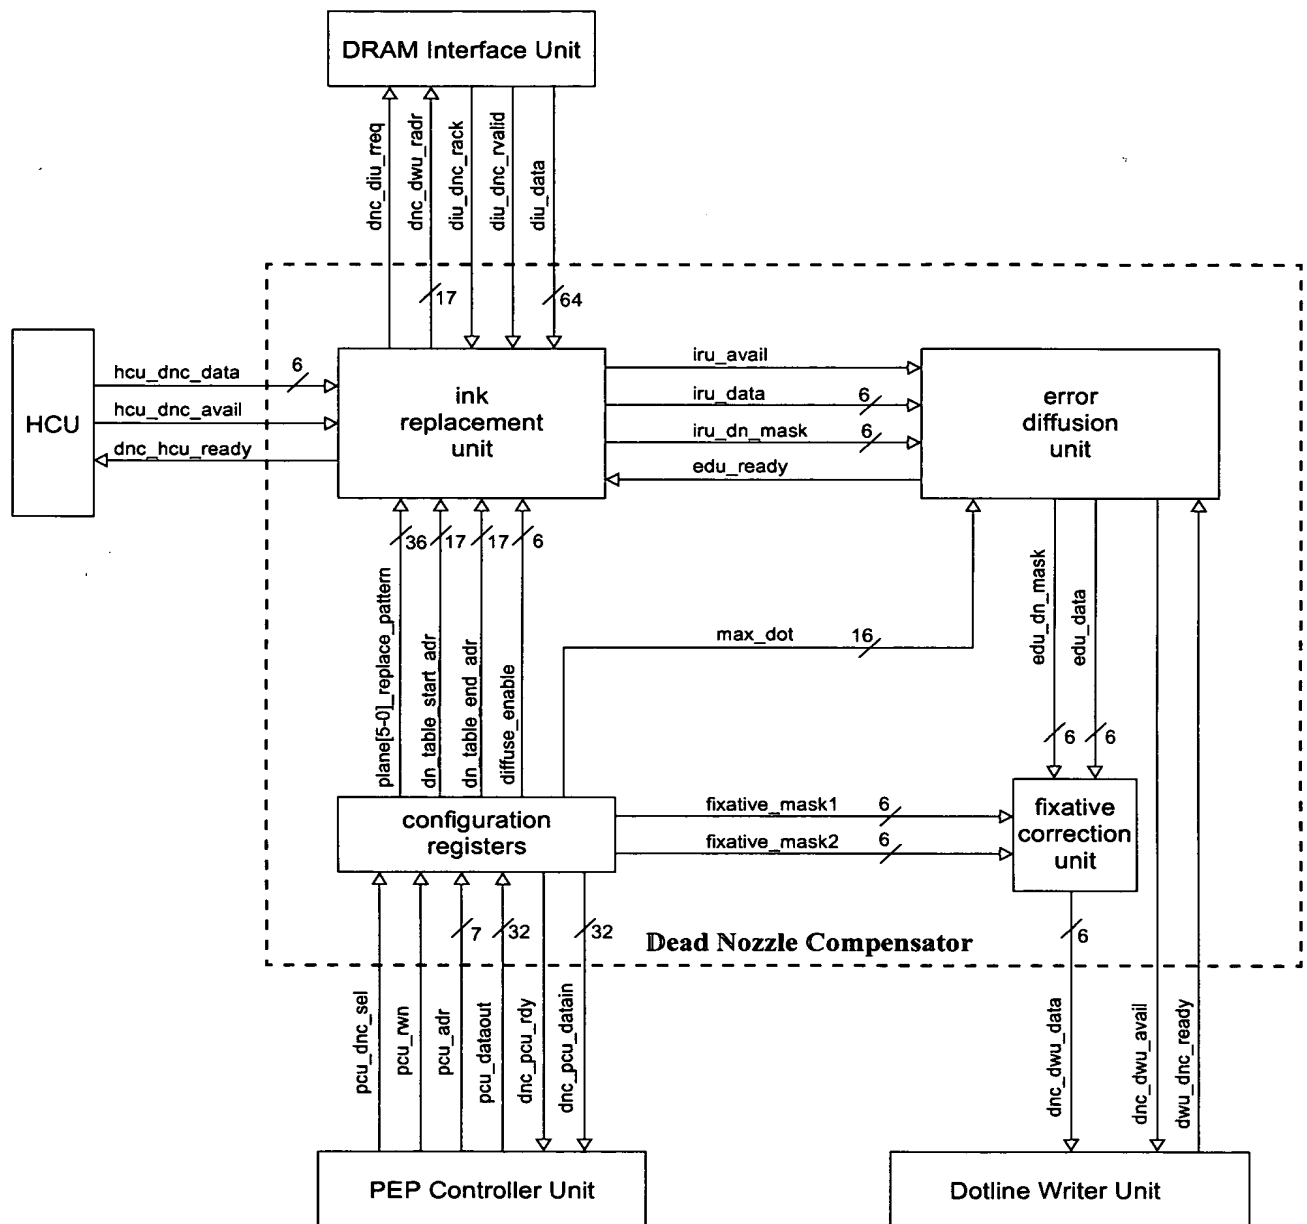 DRAM Interface Unit
dnc_diu_rreq
dnc_dwu_radr
diu_dnc_rack
diu_dnc_rvalid
diu_data
17
64
HCU
hcu_dnc_data
6
hcu_dnc_avail
dnc_hcu_ready
ink
replacement
unit
iru_avail
iru_data
6
iru_dn_mask
6
edu_ready
error
diffusion
unit
36
17
17
6
plane[5-0]_replace_pattern
dn_table_start_adr
dn_table_end_adr
diffuse_enable
max_dot
16
edu_dn_mask
edu_data
6
6
configuration
registers
fixative_mask1
6
fixative_mask2
6
fixative
correction
unit
7
32
32
6
Dead Nozzle Compensator
pcu_dnc_sel
pcu_rwn
pcu_adr
pcu_dataout
dnc_pcu_rdy
dnc_pcu_datain
dnc_dwu_data
dnc_dwu_avail
dwu_dnc_ready
PEP Controller Unit
Dotline Writer Unit